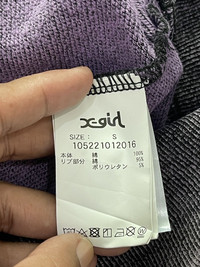 X-girl
SIZE: S
105221012016
本体 綿 100%
リブ部分 綿 95%
ポリウレタン 5%